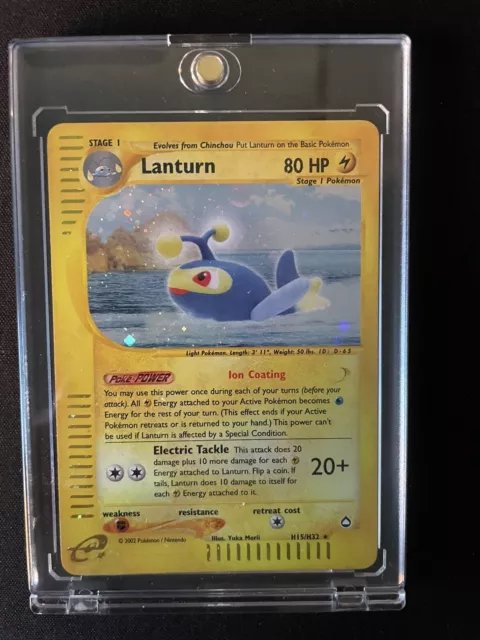 STAGE 1
Evolves from Chinchou Put Lanturn on the Basic Pokémon
Lanturn 80 HP
Stage 1 Pokémon
Light Pokémon. Length: 3' 11", Weight: 50 lbs. ID: D-65
Poké POWER Ion Coating
You may use this power once during each of your turns (before your
attack). All Energy attached to your Active Pokémon becomes
Energy for the rest of your turn. (This effect ends if your Active
Pokémon retreats or is returned to your hand.) This power can't
be used if Lanturn is affected by a Special Condition.
Electric Tackle This attack does 20
damage plus 10 more damage for each
Energy attached to Lanturn. Flip a coin. If
tails, Lanturn does 10 damage to itself for
each Energy attached to it.
20+
weakness resistance retreat cost
e
© 2002 Pokémon / Nintendo Illus. Yuka Morii H15/H32